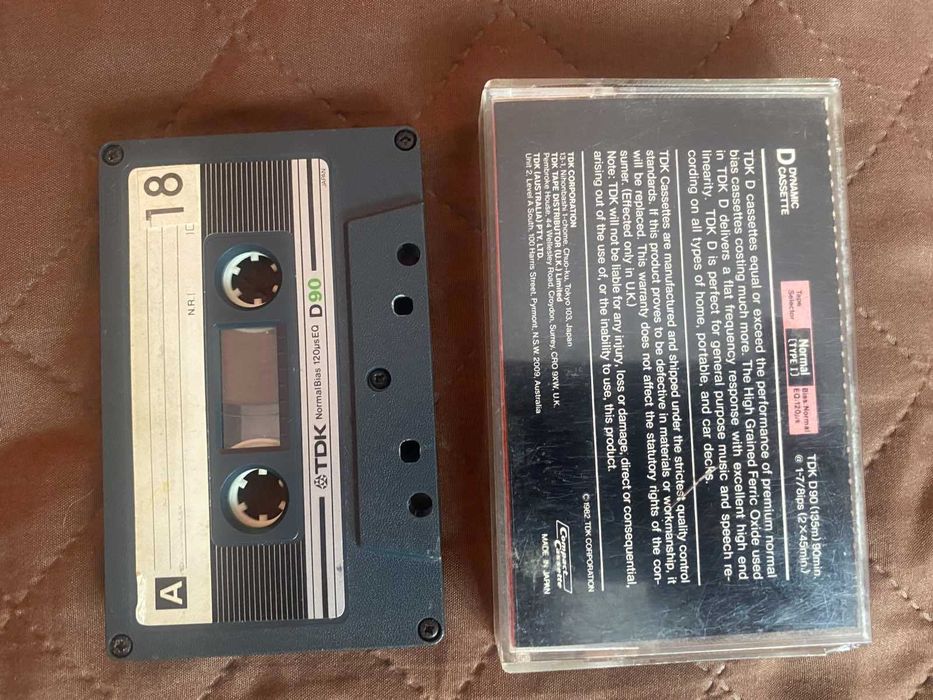 A
N.R.
18
TDK Normal Bias 120μs EQ D90
JAPAN
D DYNAMIC
CASSETTE
Tape
Selector
Normal
[TYPE I]
Bias: Normal
EQ: 120μs
TDK D90 (135m) 90min.
@ 1-7/8ips (2×45min.)
TDK D cassettes equal or exceed the performance of premium normal
bias cassettes costing much more. The High Grained Ferric Oxide used
in TDK D delivers a flat frequency response with excellent high end
linearity. TDK D is perfect for general purpose music and speech re-
cording on all types of home, portable, and car decks.
TDK Cassettes are manufactured and shipped under the strictest quality control
standards. If this product proves to be defective in materials or workmanship, it
will be replaced. This warranty does not affect the statutory rights of the con-
sumer. (Effected only in U.K.)
Note: TDK will not be liable for any injury, loss or damage, direct or consequential,
arising out of the use of, or the inability to use, this product.
TDK CORPORATION
13-1, Nihonbashi 1-chome, Chuo-ku, Tokyo 103, Japan
TDK TAPE DISTRIBUTOR (U.K.) Limited
Pembroke House, 44 Wellesley Road, Croydon, Surrey, CRO 9XW, U.K.
TDK (AUSTRALIA) PTY. LTD.
Unit 2, Level A South, 100 Harris Street, Pyrmont, N.S.W. 2009, Australia
©1982, TDK CORPORATION
Compact
Cassette
MADE IN JAPAN